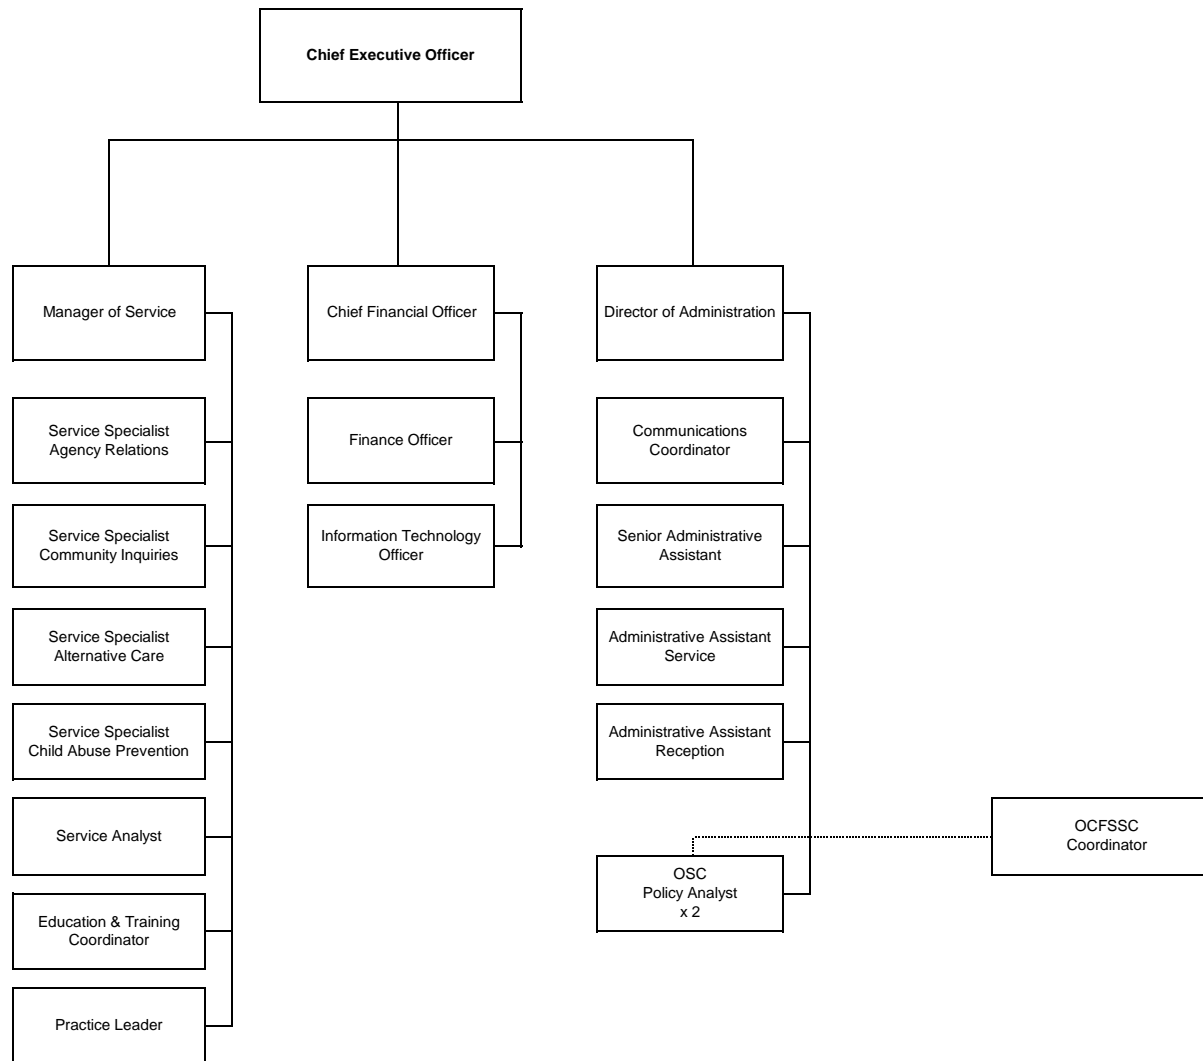 Chief Executive Officer
Manager of Service
Chief Financial Officer
Director of Administration
Service Specialist
Agency Relations
Finance Officer
Communications
Coordinator
Service Specialist
Community Inquiries
Information Technology
Officer
Senior Administrative
Assistant
Service Specialist
Alternative Care
Administrative Assistant
Service
Service Specialist
Child Abuse Prevention
Administrative Assistant
Reception
Service Analyst
OCFSSC
Coordinator
OSC
Policy Analyst
x 2
Education & Training
Coordinator
Practice Leader